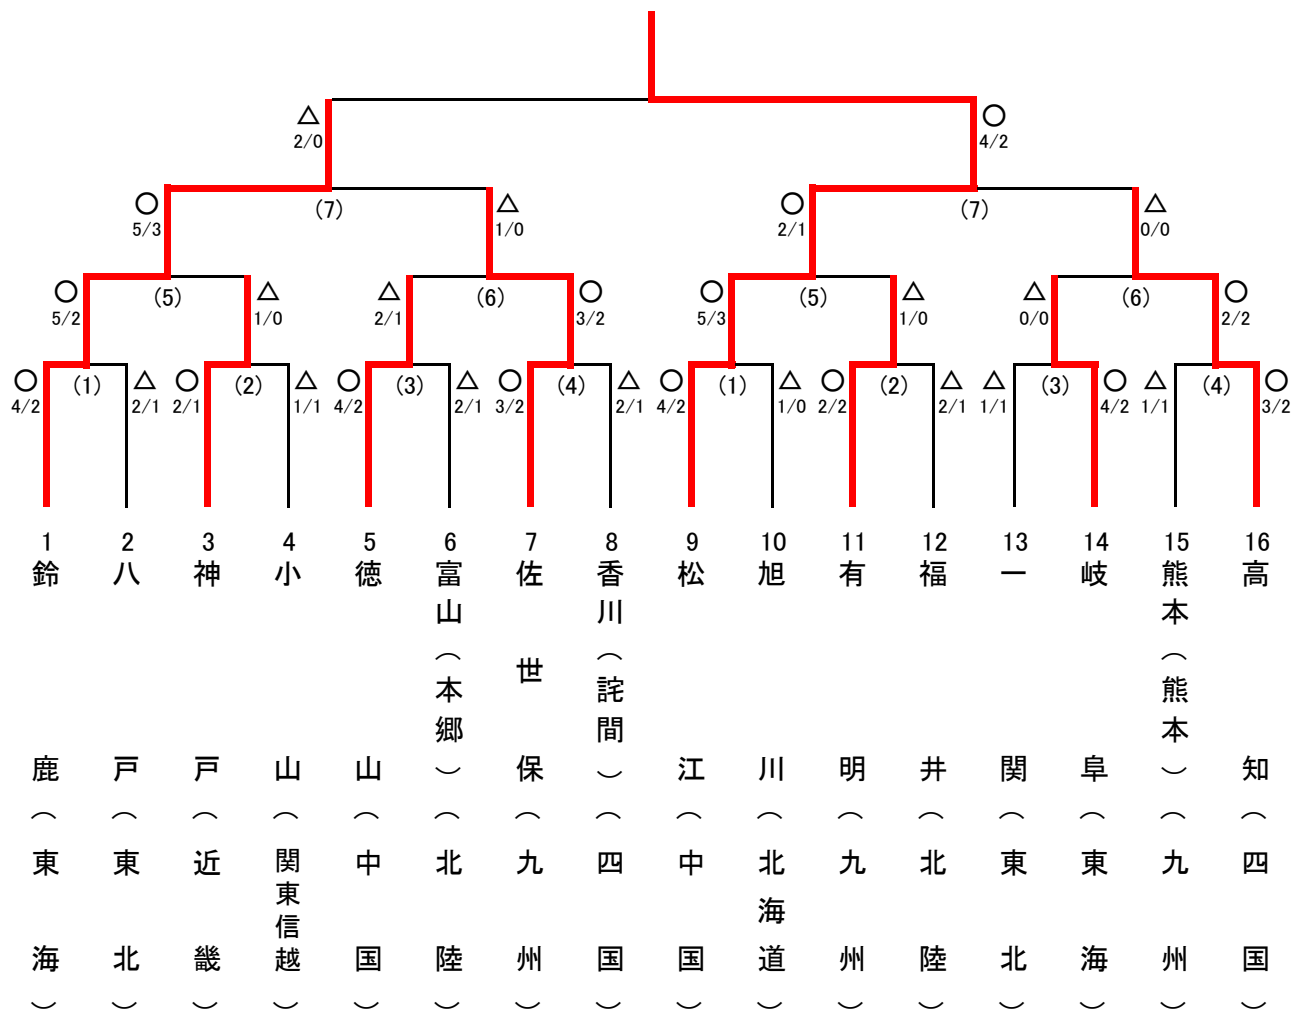 △ ○
2/0 4/2
○ △ ○ △
5/3 (7) 1/0 2/1 (7) 0/0
○ (5) △ △ (6) ○ ○ (5) △ △ (6) ○
5/2 1/0 2/1 3/2 5/3 1/0 0/0 2/2
○ (1) △ ○ (2) △ ○ (3) △ ○ (4) △ ○ (1) △ ○ (2) △ △ (3) ○ △ (4) ○
4/2 2/1 2/1 1/1 4/2 2/1 3/2 2/1 4/2 1/0 2/2 2/1 1/1 4/2 1/1 3/2
1 鈴鹿(東海)
2 八戸(東北)
3 神戸(近畿)
4 小山(関東信越)
5 徳山(中国)
6 富山(本郷)(北陸)
7 佐世保(九州)
8 香川(詫間)(四国)
9 松江(中国)
10 旭川(北海道)
11 有明(九州)
12 福井(北陸)
13 一関(東北)
14 岐阜(東海)
15 熊本(熊本)(九州)
16 高知(四国)